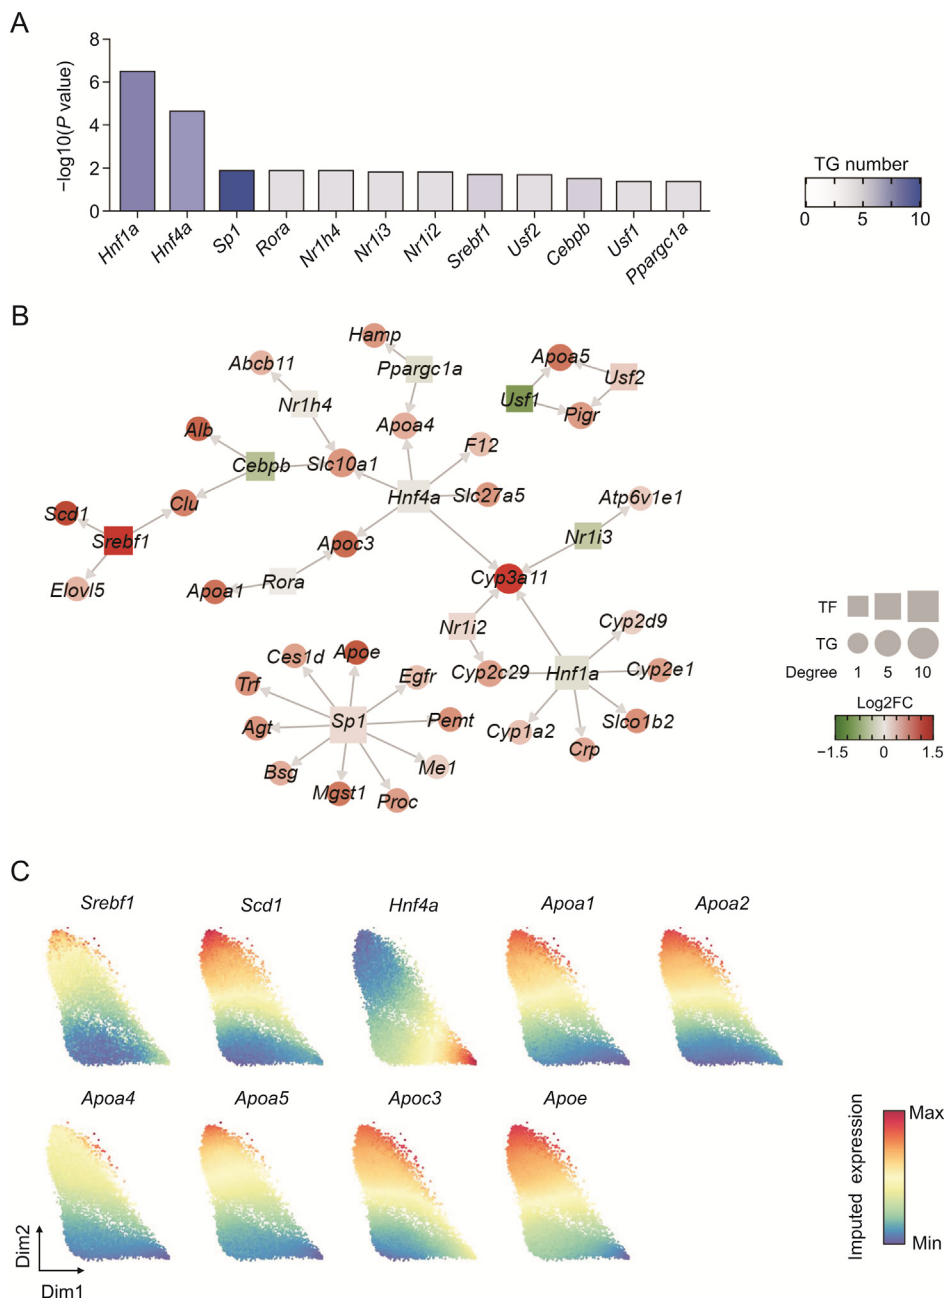 A
8
6
4
2
0
−log10(P value)
Hnf1a
Hnf4a
Sp1
Rora
Nr1h4
Nr1i3
Nr1i2
Srebf1
Usf2
Cebpb
Usf1
Ppargc1a
TG number
0 5 10
B
Hamp
Abcb11
Ppargc1a
Apoa5
Usf2
Nr1h4
Usf1
Pigr
Alb
Apoa4
F12
Cebpb
Slc10a1
Hnf4a
Slc27a5
Atp6v1e1
Scd1
Clu
Srebf1
Apoc3
Nr1i3
Elovl5
Apoa1
Rora
Cyp3a11
Nr1i2
Cyp2d9
Ces1d
Apoe
Egfr
Cyp2c29
Hnf1a
Cyp2e1
Trf
Sp1
Pemt
Slco1b2
Agt
Cyp1a2
Crp
Bsg
Me1
Mgst1
Proc
TF
TG
Degree 1 5 10
Log2FC
−1.5 0 1.5
C
Srebf1
Scd1
Hnf4a
Apoa1
Apoa2
Apoa4
Apoa5
Apoc3
Apoe
Dim2
Dim1
Imputed expression
Max
Min